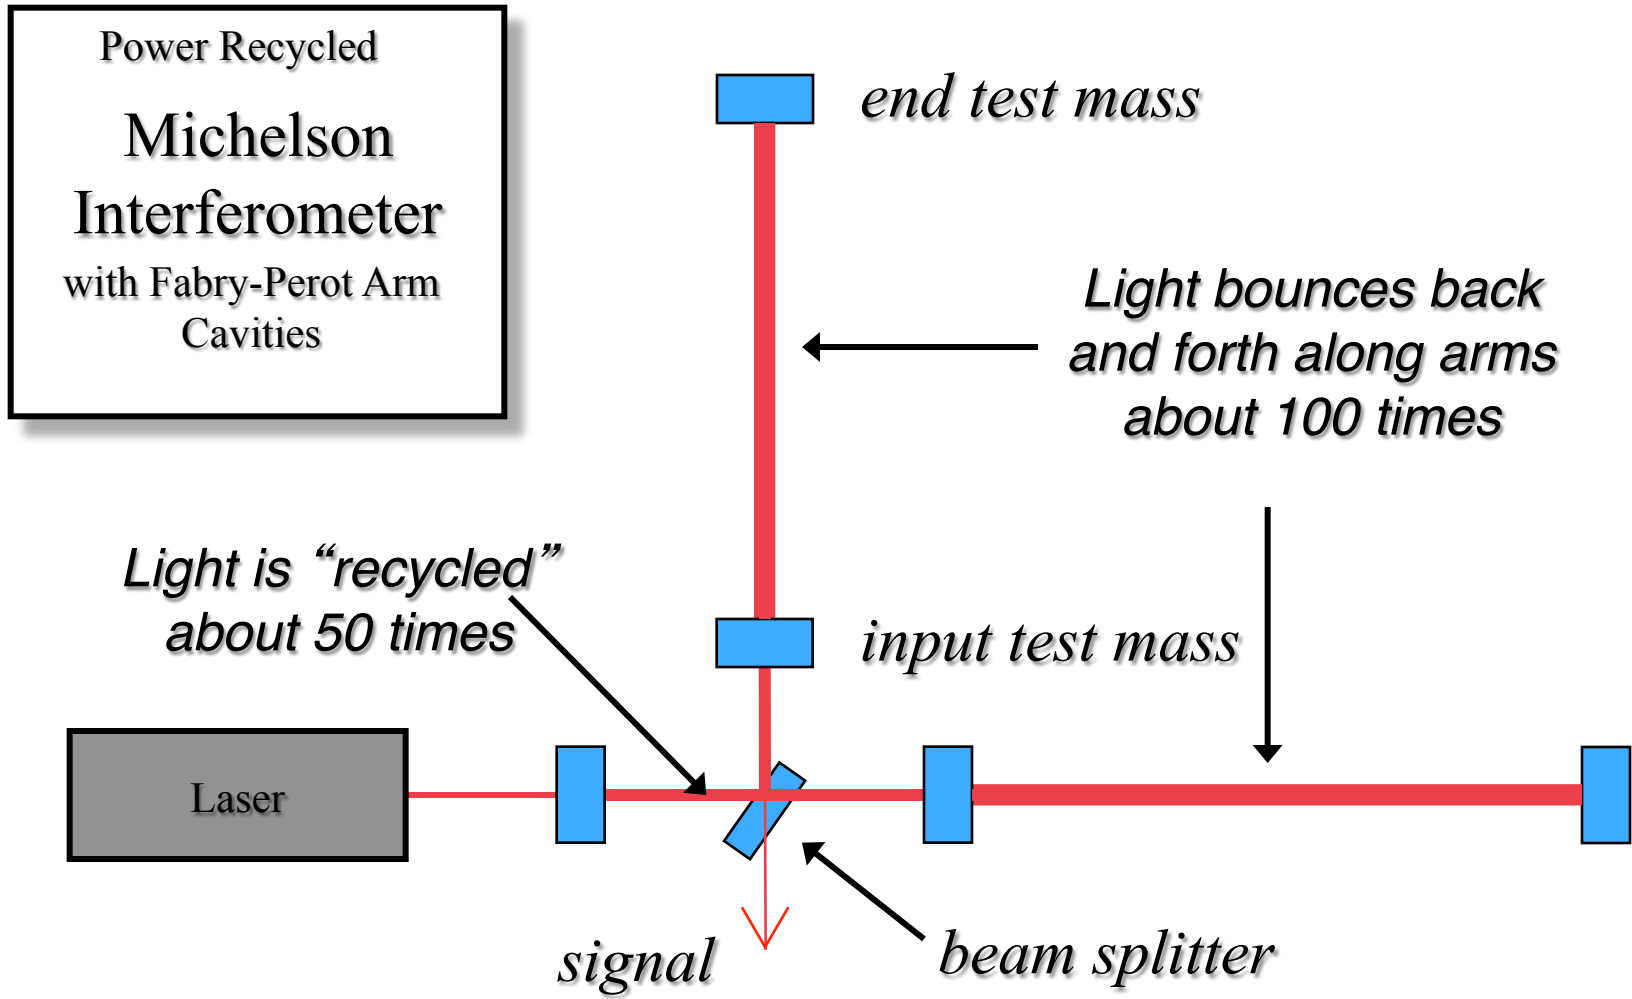 Power Recycled
Michelson
Interferometer
with Fabry-Perot Arm
Cavities
end test mass
Light bounces back
and forth along arms
about 100 times
Light is “recycled”
about 50 times
input test mass
Laser
signal
beam splitter